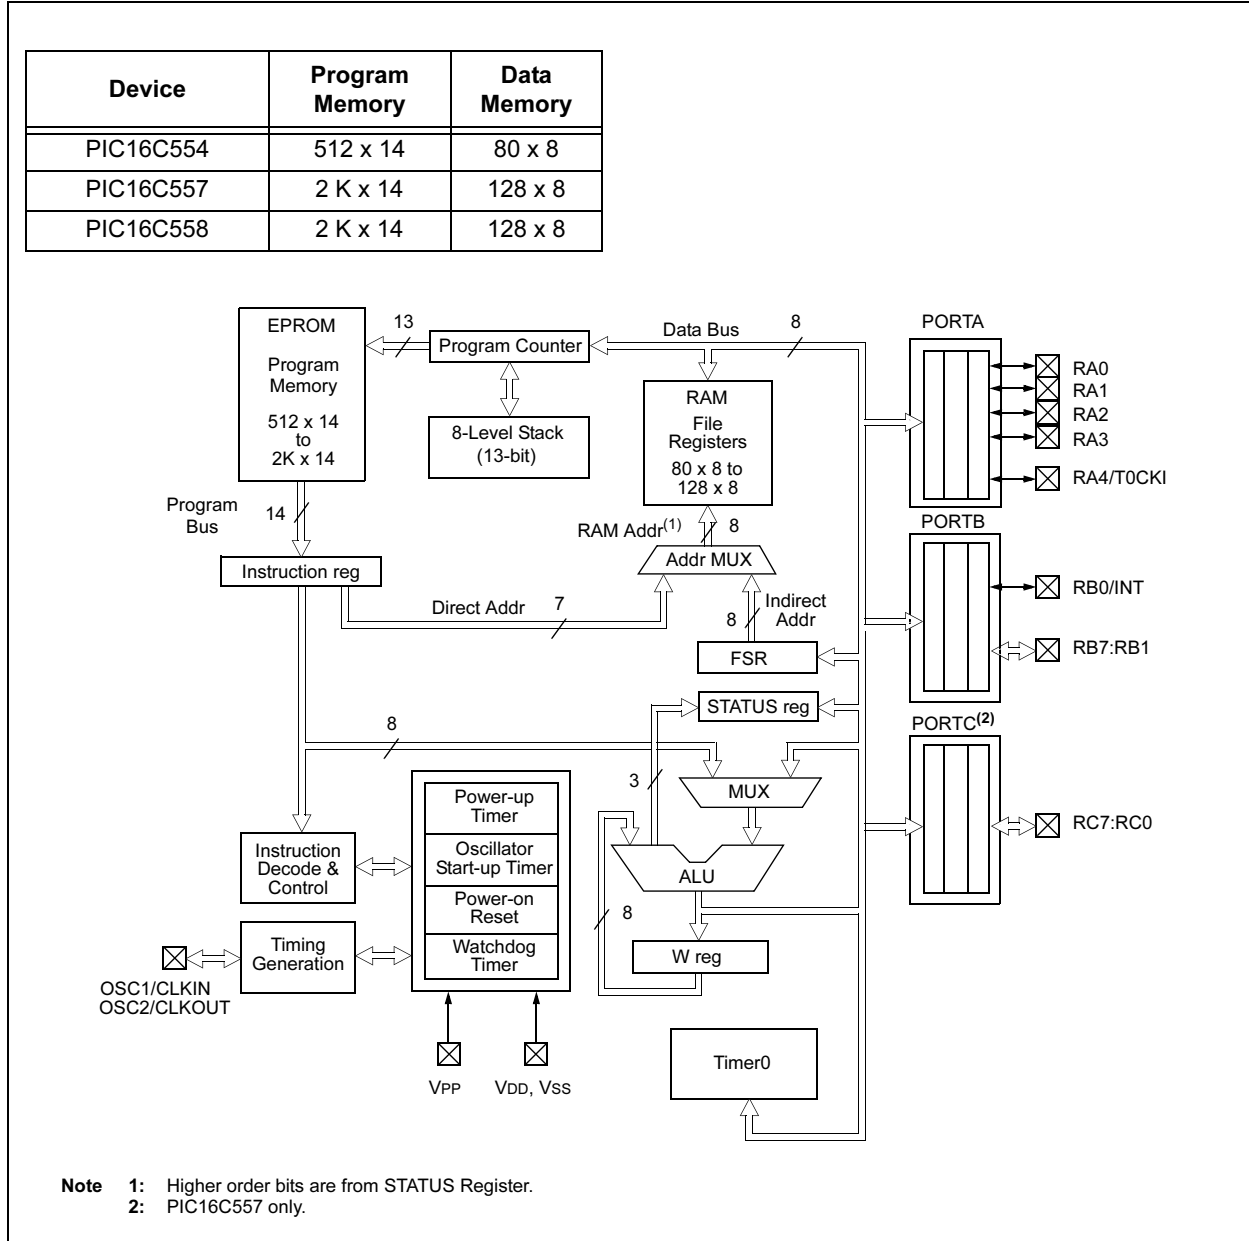 Device Program Memory Data Memory
PIC16C554 512 x 14 80 x 8
PIC16C557 2 K x 14 128 x 8
PIC16C558 2 K x 14 128 x 8
EPROM
Program
Memory
512 x 14
to
2K x 14
13
Program Counter
8-Level Stack
(13-bit)
Data Bus
8
RAM
File
Registers
80 x 8 to
128 x 8
PORTA
RA0
RA1
RA2
RA3
RA4/T0CKI
Program
Bus
14
RAM Addr(1)
8
Addr MUX
Instruction reg
Direct Addr
7
8
Indirect
Addr
FSR
PORTB
RB0/INT
RB7:RB1
STATUS reg
8
3
MUX
PORTC(2)
RC7:RC0
Power-up
Timer
Oscillator
Start-up Timer
Power-on
Reset
Watchdog
Timer
Instruction
Decode &
Control
ALU
8
W reg
Timing
Generation
OSC1/CLKIN
OSC2/CLKOUT
VPP
VDD, VSS
Timer0
Note 1: Higher order bits are from STATUS Register.
2: PIC16C557 only.